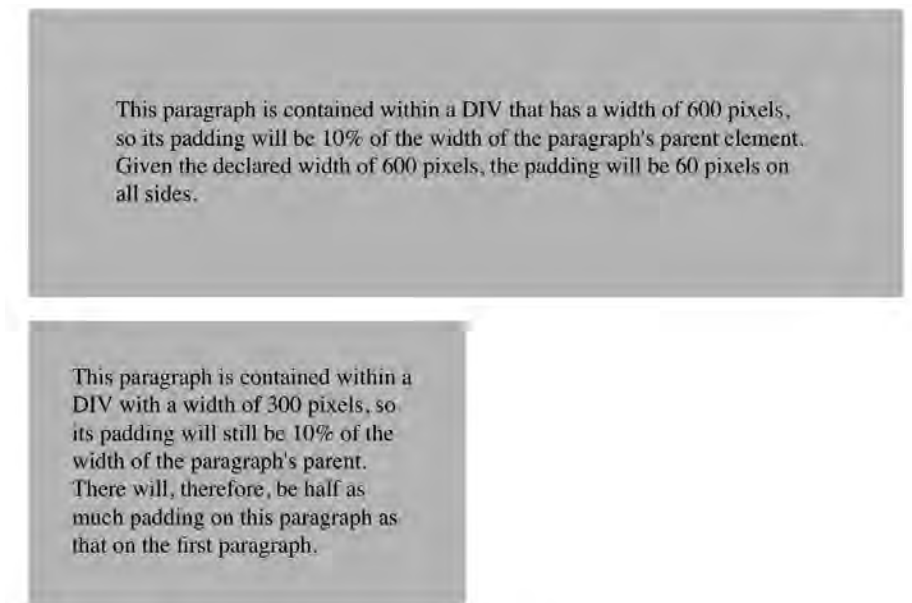 This paragraph is contained within a DIV that has a width of 600 pixels,
so its padding will be 10% of the width of the paragraph's parent element.
Given the declared width of 600 pixels, the padding will be 60 pixels on
all sides.
This paragraph is contained within a
DIV with a width of 300 pixels, so
its padding will still be 10% of the
width of the paragraph's parent.
There will, therefore, be half as
much padding on this paragraph as
that on the first paragraph.